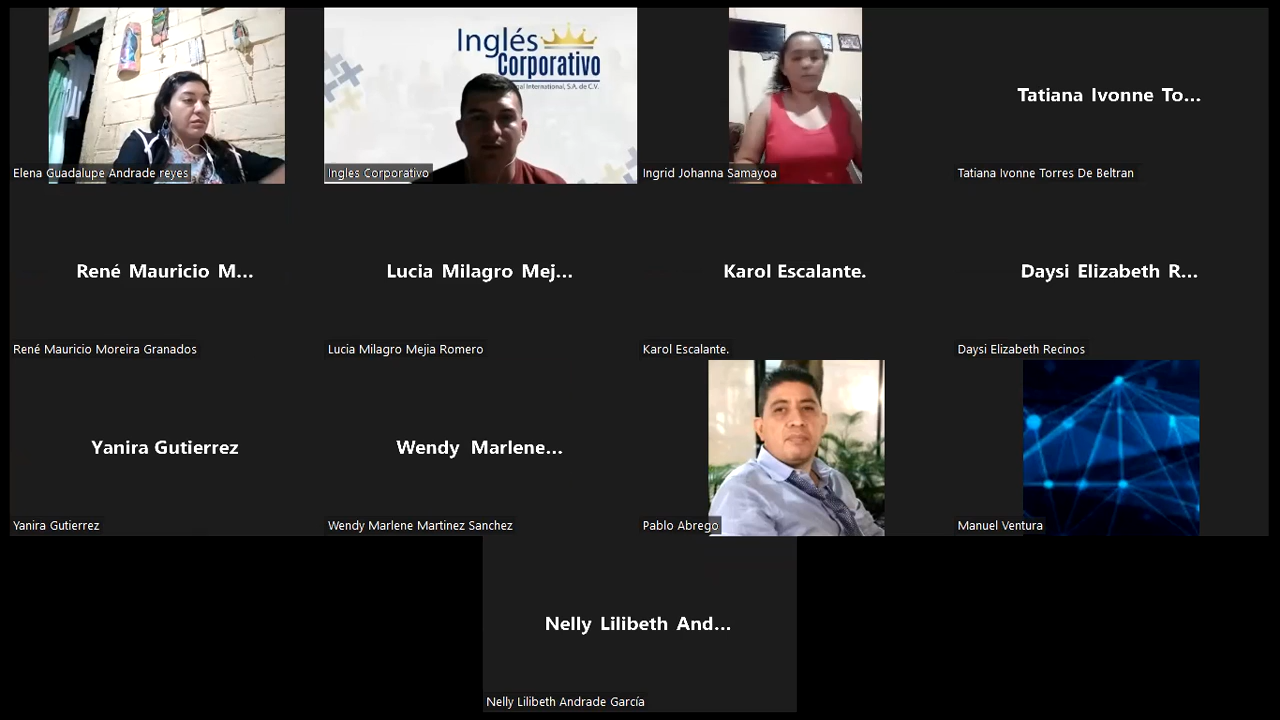 Inglés
Corporativo
gal International, S.A. de C.V.
Tatiana Ivonne To...
Elena Guadalupe Andrade reyes
Ingles Corporativo
Ingrid Johanna Samayoa
Tatiana Ivonne Torres De Beltran
René Mauricio M...
Lucia Milagro Mej...
Karol Escalante.
Daysi Elizabeth R...
René Mauricio Moreira Granados
Lucia Milagro Mejia Romero
Karol Escalante.
Daysi Elizabeth Recinos
Yanira Gutierrez
Wendy Marlene...
Yanira Gutierrez
Wendy Marlene Martinez Sanchez
Pablo Abrego
Manuel Ventura
Nelly Lilibeth And...
Nelly Lilibeth Andrade García